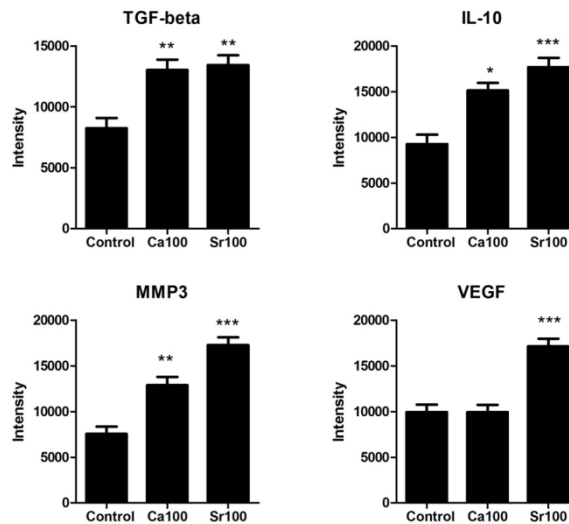 TGF-beta
15000
10000
5000
0
Intensity
** **
Control Ca100 Sr100
IL-10
20000
15000
10000
5000
0
Intensity
* ***
Control Ca100 Sr100
MMP3
20000
15000
10000
5000
0
Intensity
** ***
Control Ca100 Sr100
VEGF
20000
15000
10000
5000
0
Intensity
***
Control Ca100 Sr100